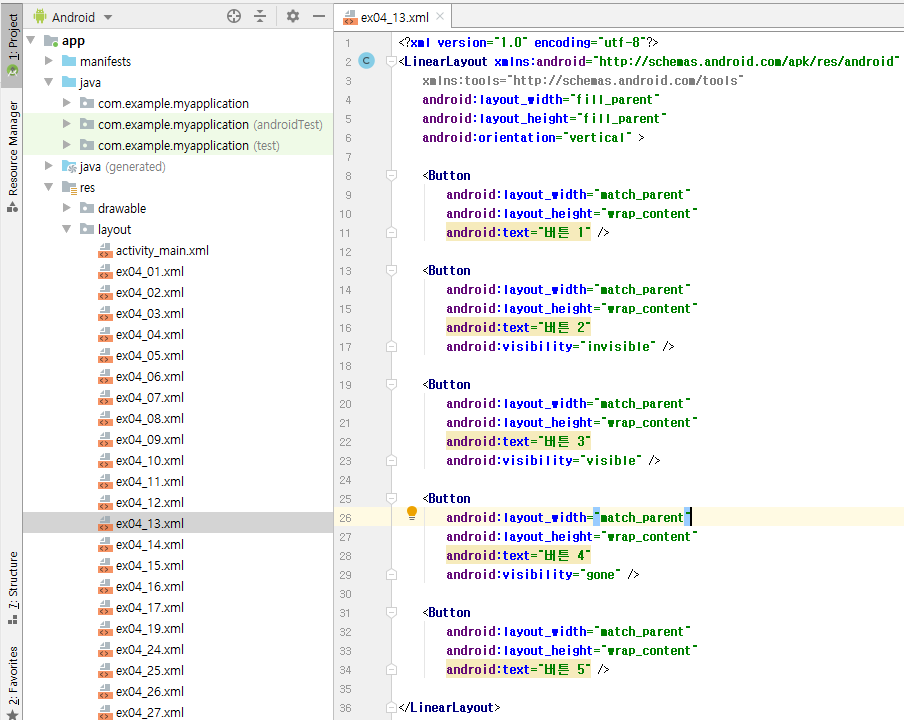 1: Project
Resource Manager
7: Structure
2: Favorites
Android
app
manifests
java
com.example.myapplication
com.example.myapplication (androidTest)
com.example.myapplication (test)
java (generated)
res
drawable
layout
activity_main.xml
ex04_01.xml
ex04_02.xml
ex04_03.xml
ex04_04.xml
ex04_05.xml
ex04_06.xml
ex04_07.xml
ex04_08.xml
ex04_09.xml
ex04_10.xml
ex04_11.xml
ex04_12.xml
ex04_13.xml
ex04_14.xml
ex04_15.xml
ex04_16.xml
ex04_17.xml
ex04_19.xml
ex04_24.xml
ex04_25.xml
ex04_26.xml
ex04_27.xml
ex04_13.xml
1 <?xml version="1.0" encoding="utf-8"?>
2 C <LinearLayout xmlns:android="http://schemas.android.com/apk/res/android"
3 xmlns:tools="http://schemas.android.com/tools"
4 android:layout_width="fill_parent"
5 android:layout_height="fill_parent"
6 android:orientation="vertical" >
7
8 <Button
9 android:layout_width="match_parent"
10 android:layout_height="wrap_content"
11 android:text="버튼 1" />
12
13 <Button
14 android:layout_width="match_parent"
15 android:layout_height="wrap_content"
16 android:text="버튼 2"
17 android:visibility="invisible" />
18
19 <Button
20 android:layout_width="match_parent"
21 android:layout_height="wrap_content"
22 android:text="버튼 3"
23 android:visibility="visible" />
24
25 <Button
26 android:layout_width="match_parent"
27 android:layout_height="wrap_content"
28 android:text="버튼 4"
29 android:visibility="gone" />
30
31 <Button
32 android:layout_width="match_parent"
33 android:layout_height="wrap_content"
34 android:text="버튼 5" />
35
36 </LinearLayout>